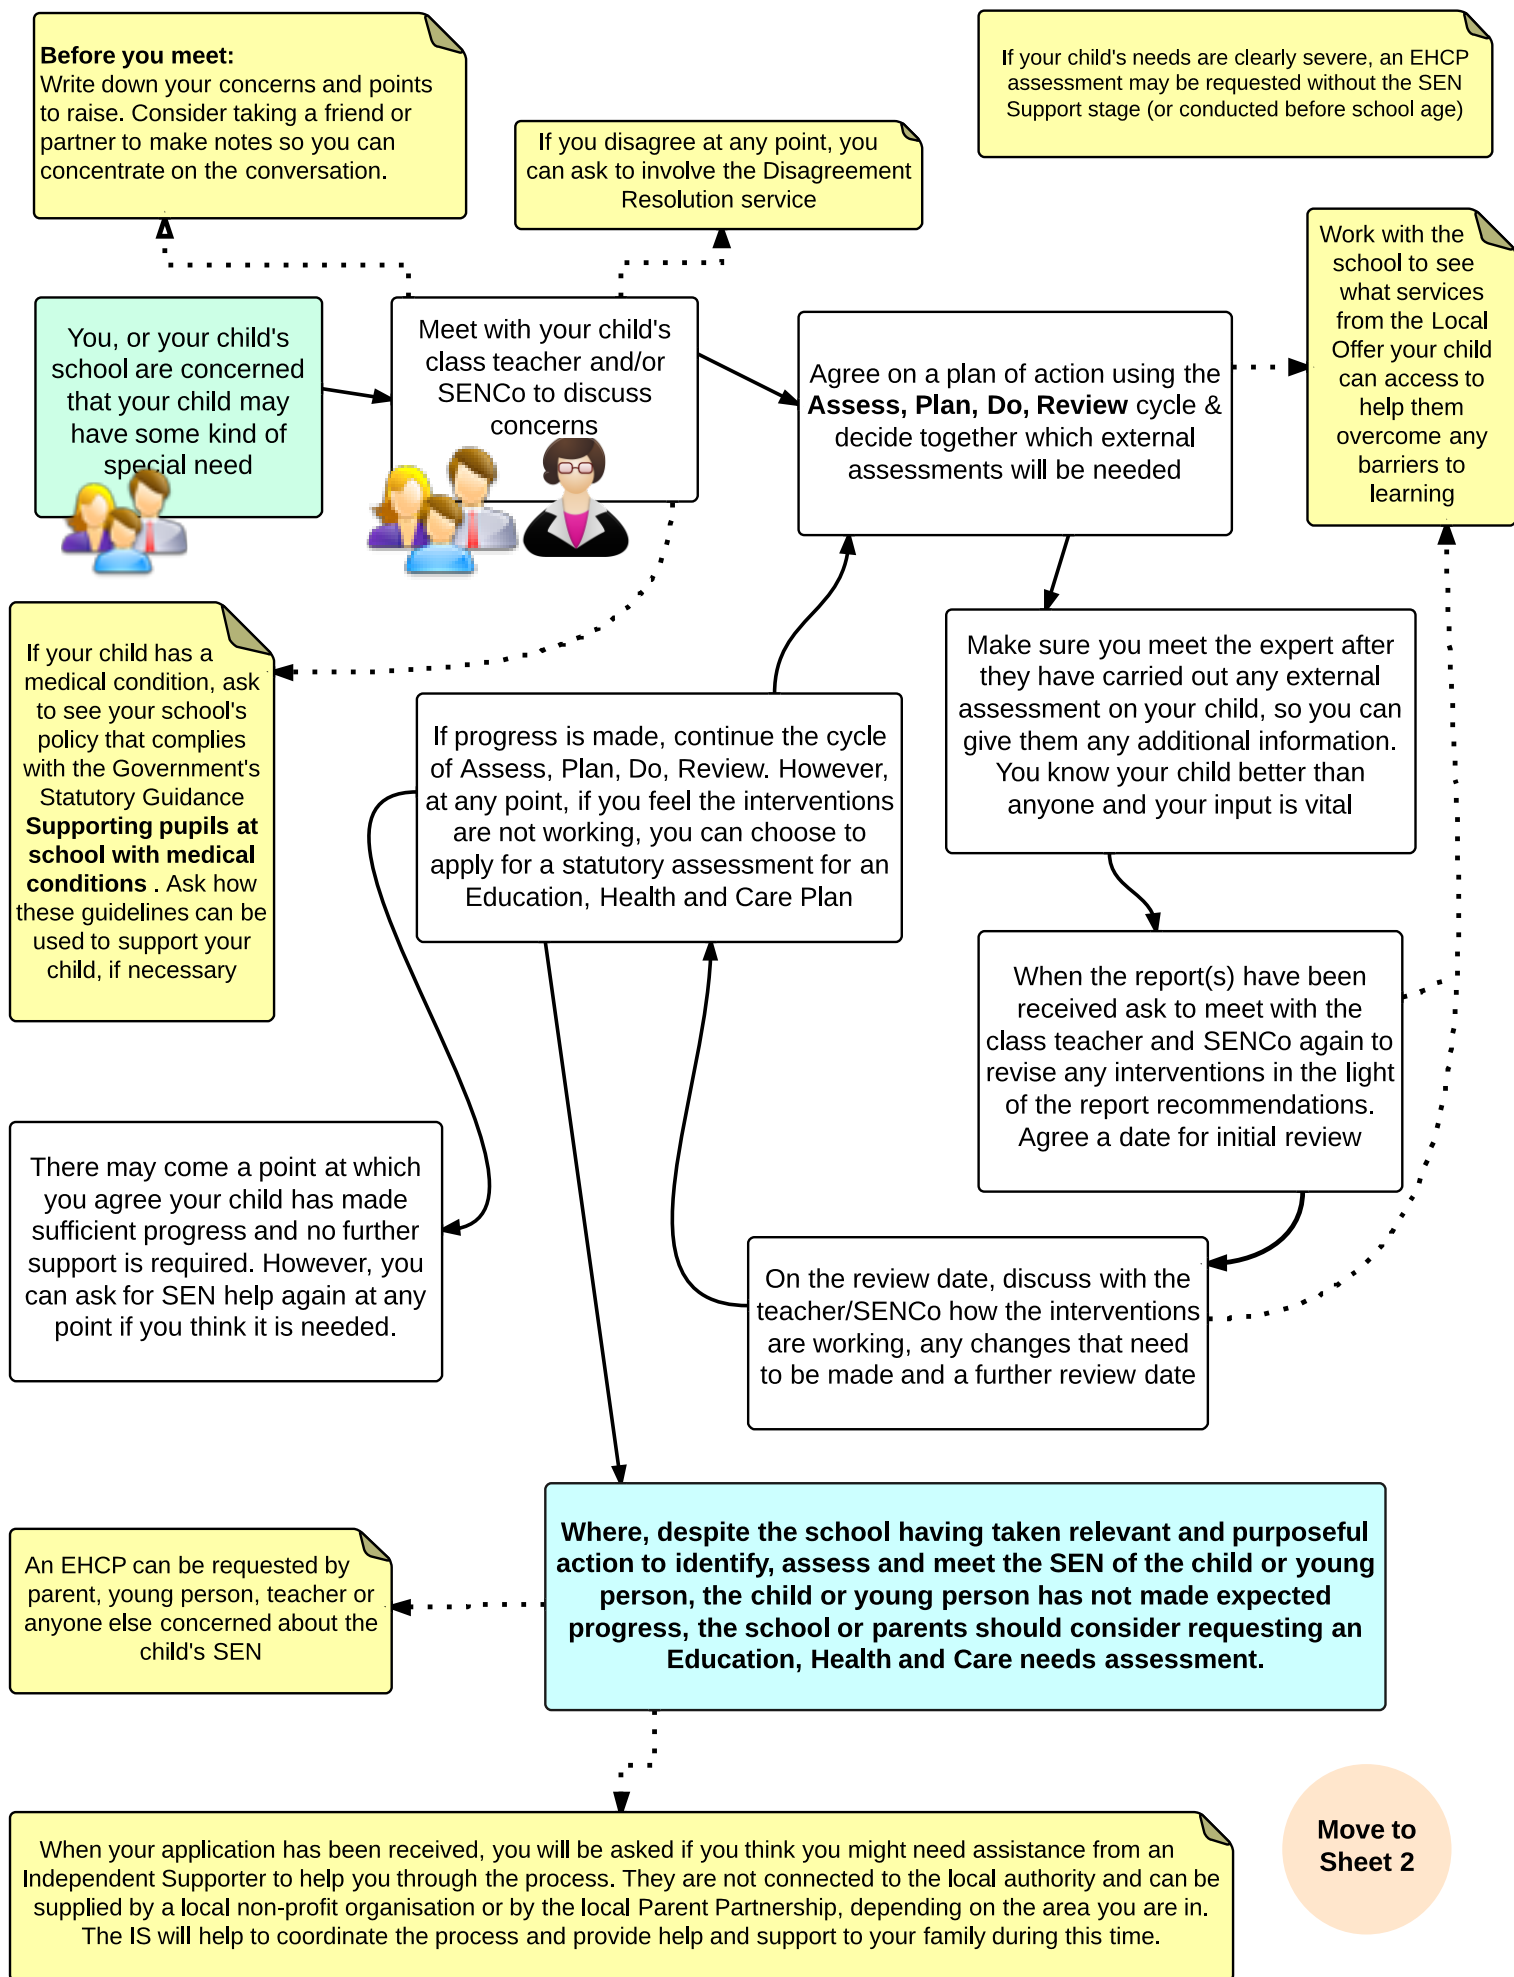 Before you meet:
Write down your concerns and points
to raise. Consider taking a friend or
partner to make notes so you can
concentrate on the conversation.
If you disagree at any point, you
can ask to involve the Disagreement
Resolution service
If your child's needs are clearly severe, an EHCP
assessment may be requested without the SEN
Support stage (or conducted before school age)
You, or your child's
school are concerned
that your child may
have some kind of
special need
Meet with your child's
class teacher and/or
SENCo to discuss
concerns
Agree on a plan of action using the
Assess, Plan, Do, Review cycle &
decide together which external
assessments will be needed
Work with the
school to see
what services
from the Local
Offer your child
can access to
help them
overcome any
barriers to
learning
If your child has a
medical condition, ask
to see your school's
policy that complies
with the Government's
Statutory Guidance
Supporting pupils at
school with medical
conditions . Ask how
these guidelines can be
used to support your
child, if necessary
If progress is made, continue the cycle
of Assess, Plan, Do, Review. However,
at any point, if you feel the interventions
are not working, you can choose to
apply for a statutory assessment for an
Education, Health and Care Plan
Make sure you meet the expert after
they have carried out any external
assessment on your child, so you can
give them any additional information.
You know your child better than
anyone and your input is vital
When the report(s) have been
received ask to meet with the
class teacher and SENCo again to
revise any interventions in the light
of the report recommendations.
Agree a date for initial review
There may come a point at which
you agree your child has made
sufficient progress and no further
support is required. However, you
can ask for SEN help again at any
point if you think it is needed.
On the review date, discuss with the
teacher/SENCo how the interventions
are working, any changes that need
to be made and a further review date
Where, despite the school having taken relevant and purposeful
action to identify, assess and meet the SEN of the child or young
person, the child or young person has not made expected
progress, the school or parents should consider requesting an
Education, Health and Care needs assessment.
An EHCP can be requested by
parent, young person, teacher or
anyone else concerned about the
child's SEN
When your application has been received, you will be asked if you think you might need assistance from an
Independent Supporter to help you through the process. They are not connected to the local authority and can be
supplied by a local non-profit organisation or by the local Parent Partnership, depending on the area you are in.
The IS will help to coordinate the process and provide help and support to your family during this time.
Move to
Sheet 2